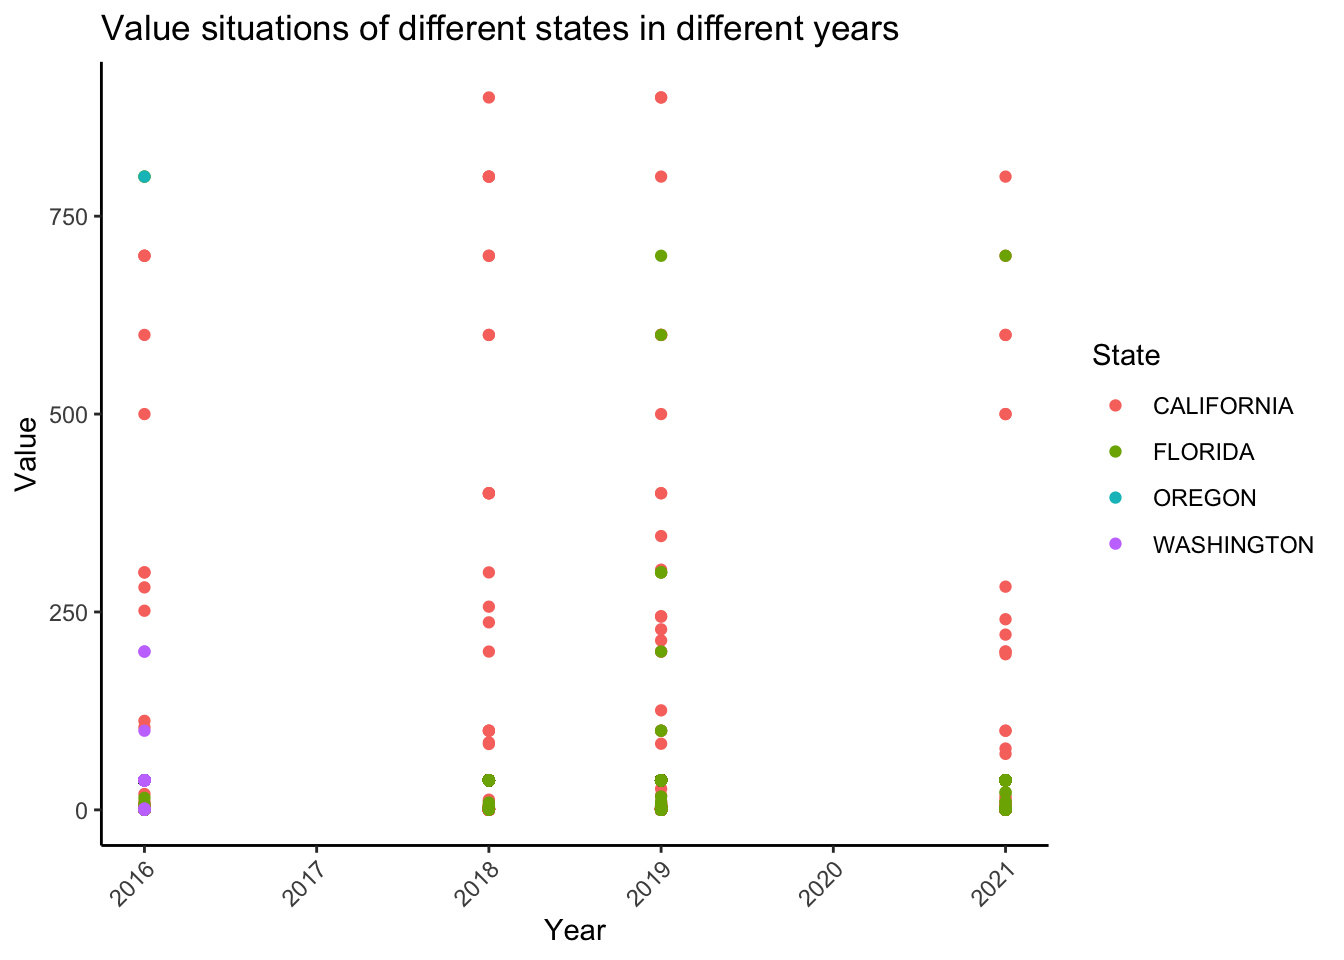 Value situations of different states in different years
Value
750
500
250
0
2016
2017
2018
2019
2020
2021
Year
State
CALIFORNIA
FLORIDA
OREGON
WASHINGTON